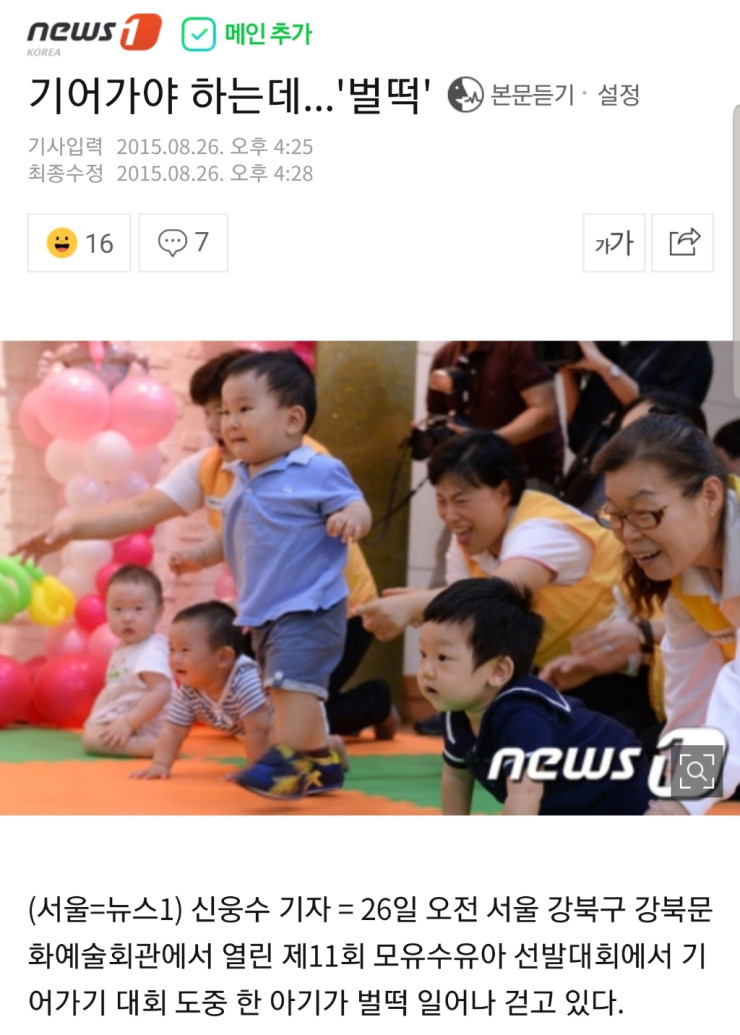 news1
KOREA
메인 추가
기어가야 하는데...'벌떡'
본문듣기 · 설정
기사입력 2015.08.26. 오후 4:25
최종수정 2015.08.26. 오후 4:28
16
7
가가
news1
(서울=뉴스1) 신웅수 기자 = 26일 오전 서울 강북구 강북문
화예술회관에서 열린 제11회 모유수유아 선발대회에서 기
어가기 대회 도중 한 아기가 벌떡 일어나 걷고 있다.